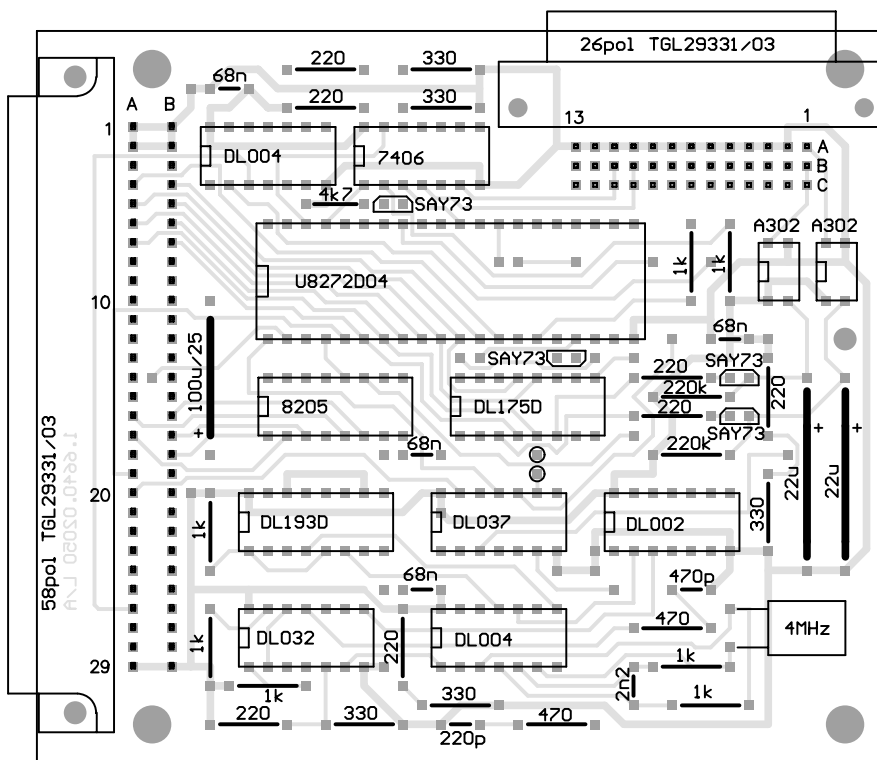 26pol TGL29331/03
220
330
68n
220
330
A
B
1
13
1
A
B
C
DL004
7406
4k7
SAY73
A302
A302
U8272D04
1k
1k
10
68n
100u/25
+
SAY73
220
SAY73
220k
220
220
SAY73
220k
8205
DL175D
68n
+
+
22u
22u
58pol TGL29331/03
1.6640.02050 L/A
20
1k
DL193D
DL037
DL002
330
68n
470p
1k
DL032
220
DL004
470
4MHz
29
1k
1k
2n2
1k
220
330
330
220p
470